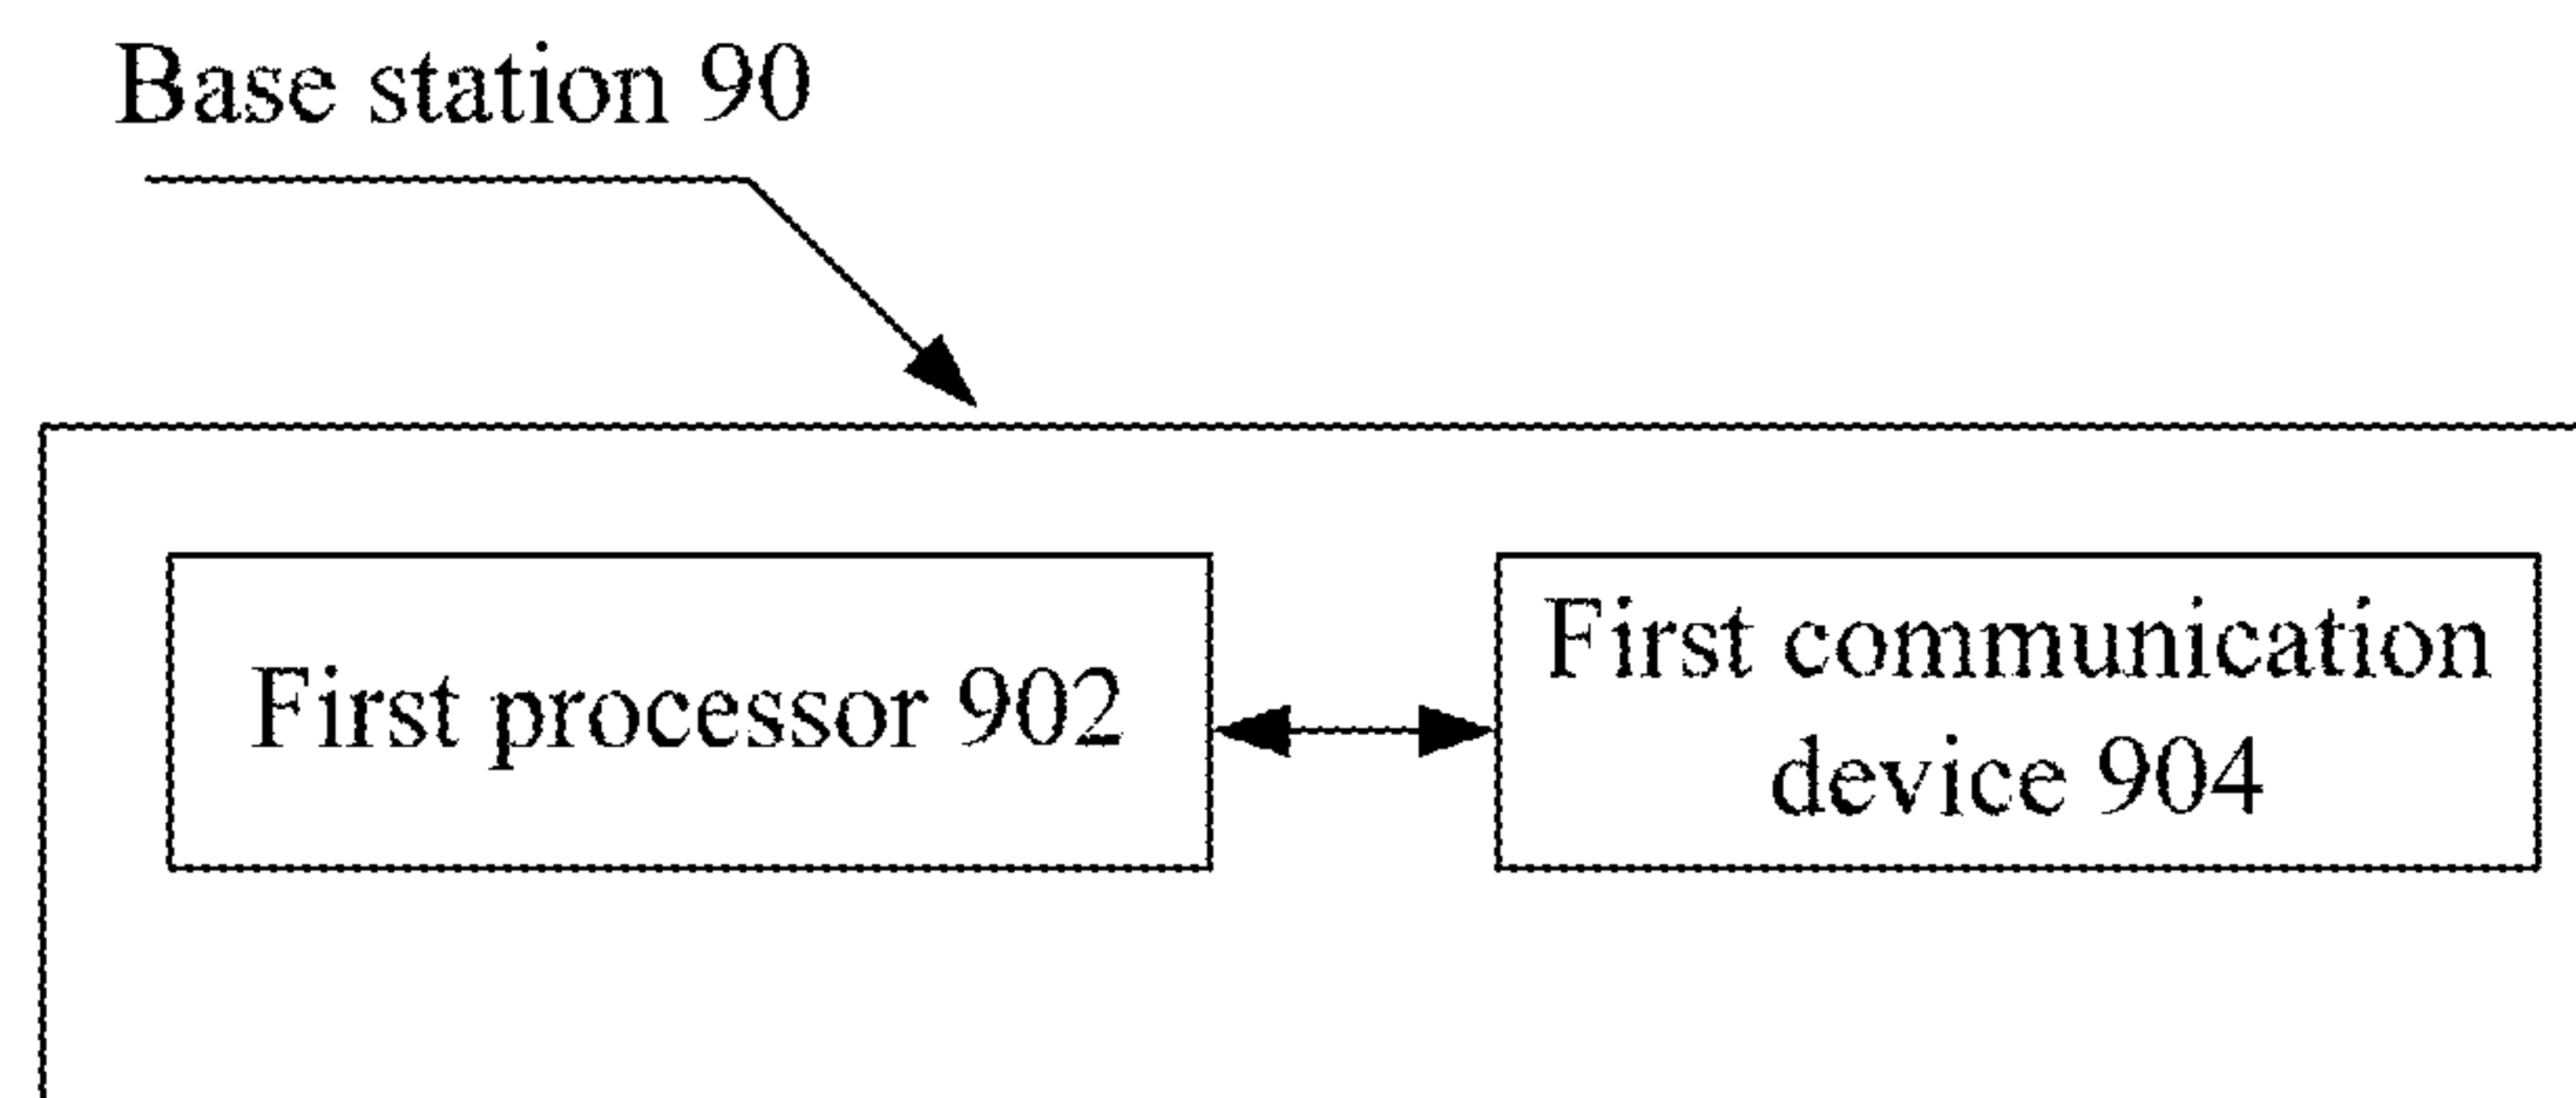 Base station 90
First processor 902
First communication
device 904